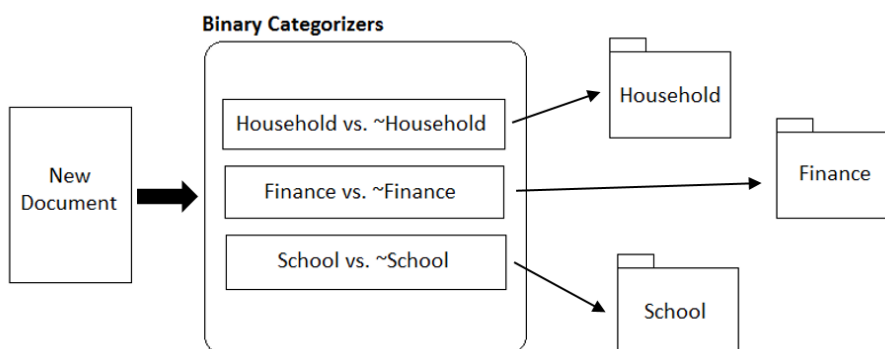 Binary Categorizers
Household vs. ~Household
Household
New
Document
Finance vs. ~Finance
Finance
School vs. ~School
School